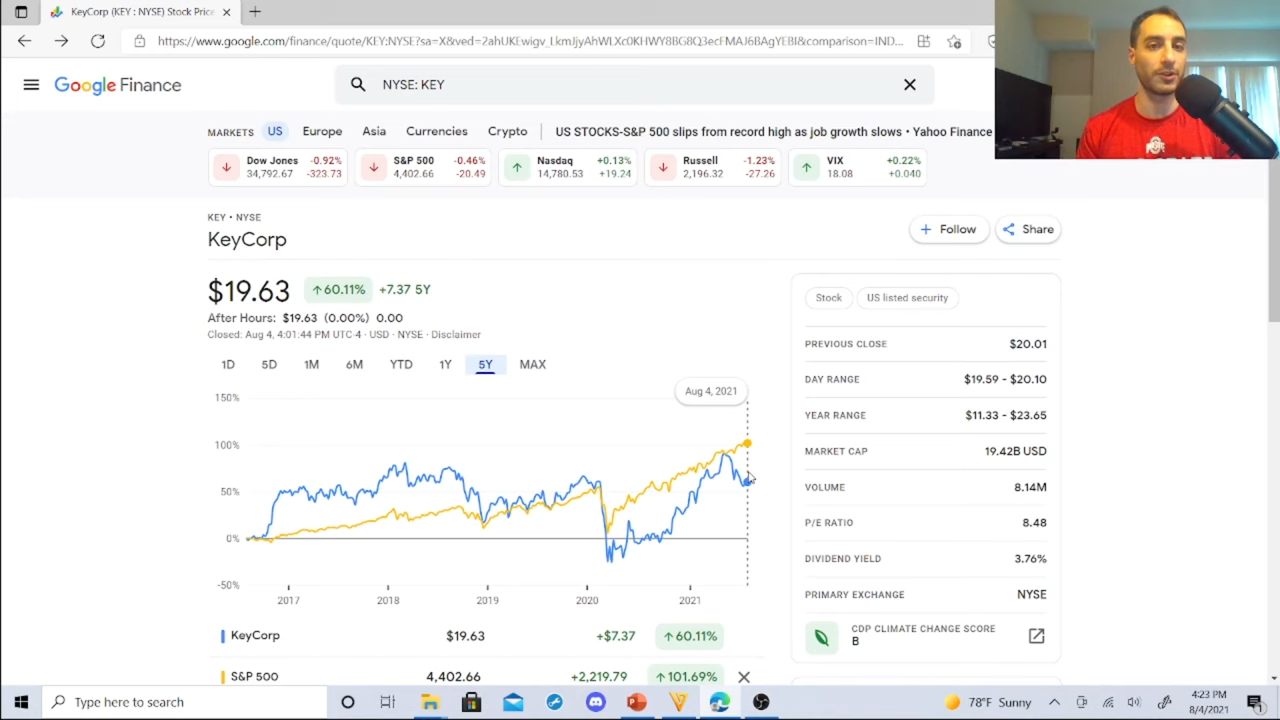 KeyCorp (KEY : NYSE) Stock Pric
https://www.google.com/finance/quote/KEY:NYSE?sa=X&ved=2ahUKEwigv_LkmJjyAhWLXc0KHWY8BG8Q3ecFMAJ6BAgYEBI&comparison=IND...
Google Finance
NYSE: KEY
MARKETS US Europe Asia Currencies Crypto US STOCKS-S&P 500 slips from record high as job growth slows • Yahoo Finance
Dow Jones -0.92%
34,792.67 -323.73
S&P 500 -0.46%
4,402.66 -20.49
Nasdaq +0.13%
14,780.53 +19.24
Russell -1.23%
2,196.32 -27.26
VIX +0.22%
18.08 +0.040
KEY • NYSE
KeyCorp
Follow
Share
$19.63 ↑60.11% +7.37 5Y
After Hours: $19.63 (0.00%) 0.00
Closed: Aug 4, 4:01:44 PM UTC-4 · USD · NYSE · Disclaimer
1D 5D 1M 6M YTD 1Y 5Y MAX
Aug 4, 2021
150%
100%
50%
0%
-50%
2017 2018 2019 2020 2021
KeyCorp $19.63 +$7.37 ↑60.11%
S&P 500 4,402.66 +2,219.79 ↑101.69%
Stock US listed security
PREVIOUS CLOSE $20.01
DAY RANGE $19.59 - $20.10
YEAR RANGE $11.33 - $23.65
MARKET CAP 19.42B USD
VOLUME 8.14M
P/E RATIO 8.48
DIVIDEND YIELD 3.76%
PRIMARY EXCHANGE NYSE
CDP CLIMATE CHANGE SCORE
B
Type here to search
78°F Sunny
4:23 PM
8/4/2021